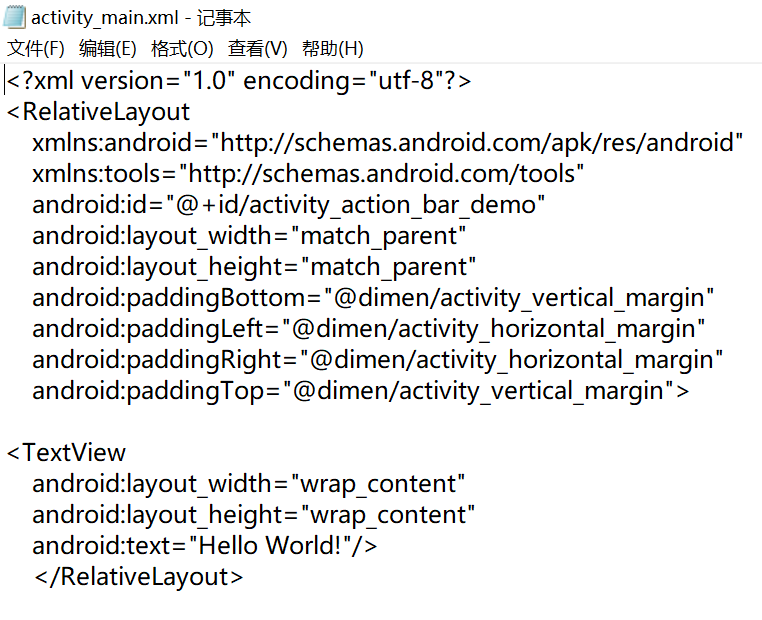 activity_main.xml - 记事本
文件(F) 编辑(E) 格式(O) 查看(V) 帮助(H)
<?xml version="1.0" encoding="utf-8"?>
<RelativeLayout
xmlns:android="http://schemas.android.com/apk/res/android"
xmlns:tools="http://schemas.android.com/tools"
android:id="@+id/activity_action_bar_demo"
android:layout_width="match_parent"
android:layout_height="match_parent"
android:paddingBottom="@dimen/activity_vertical_margin"
android:paddingLeft="@dimen/activity_horizontal_margin"
android:paddingRight="@dimen/activity_horizontal_margin"
android:paddingTop="@dimen/activity_vertical_margin">
<TextView
android:layout_width="wrap_content"
android:layout_height="wrap_content"
android:text="Hello World!"/>
</RelativeLayout>